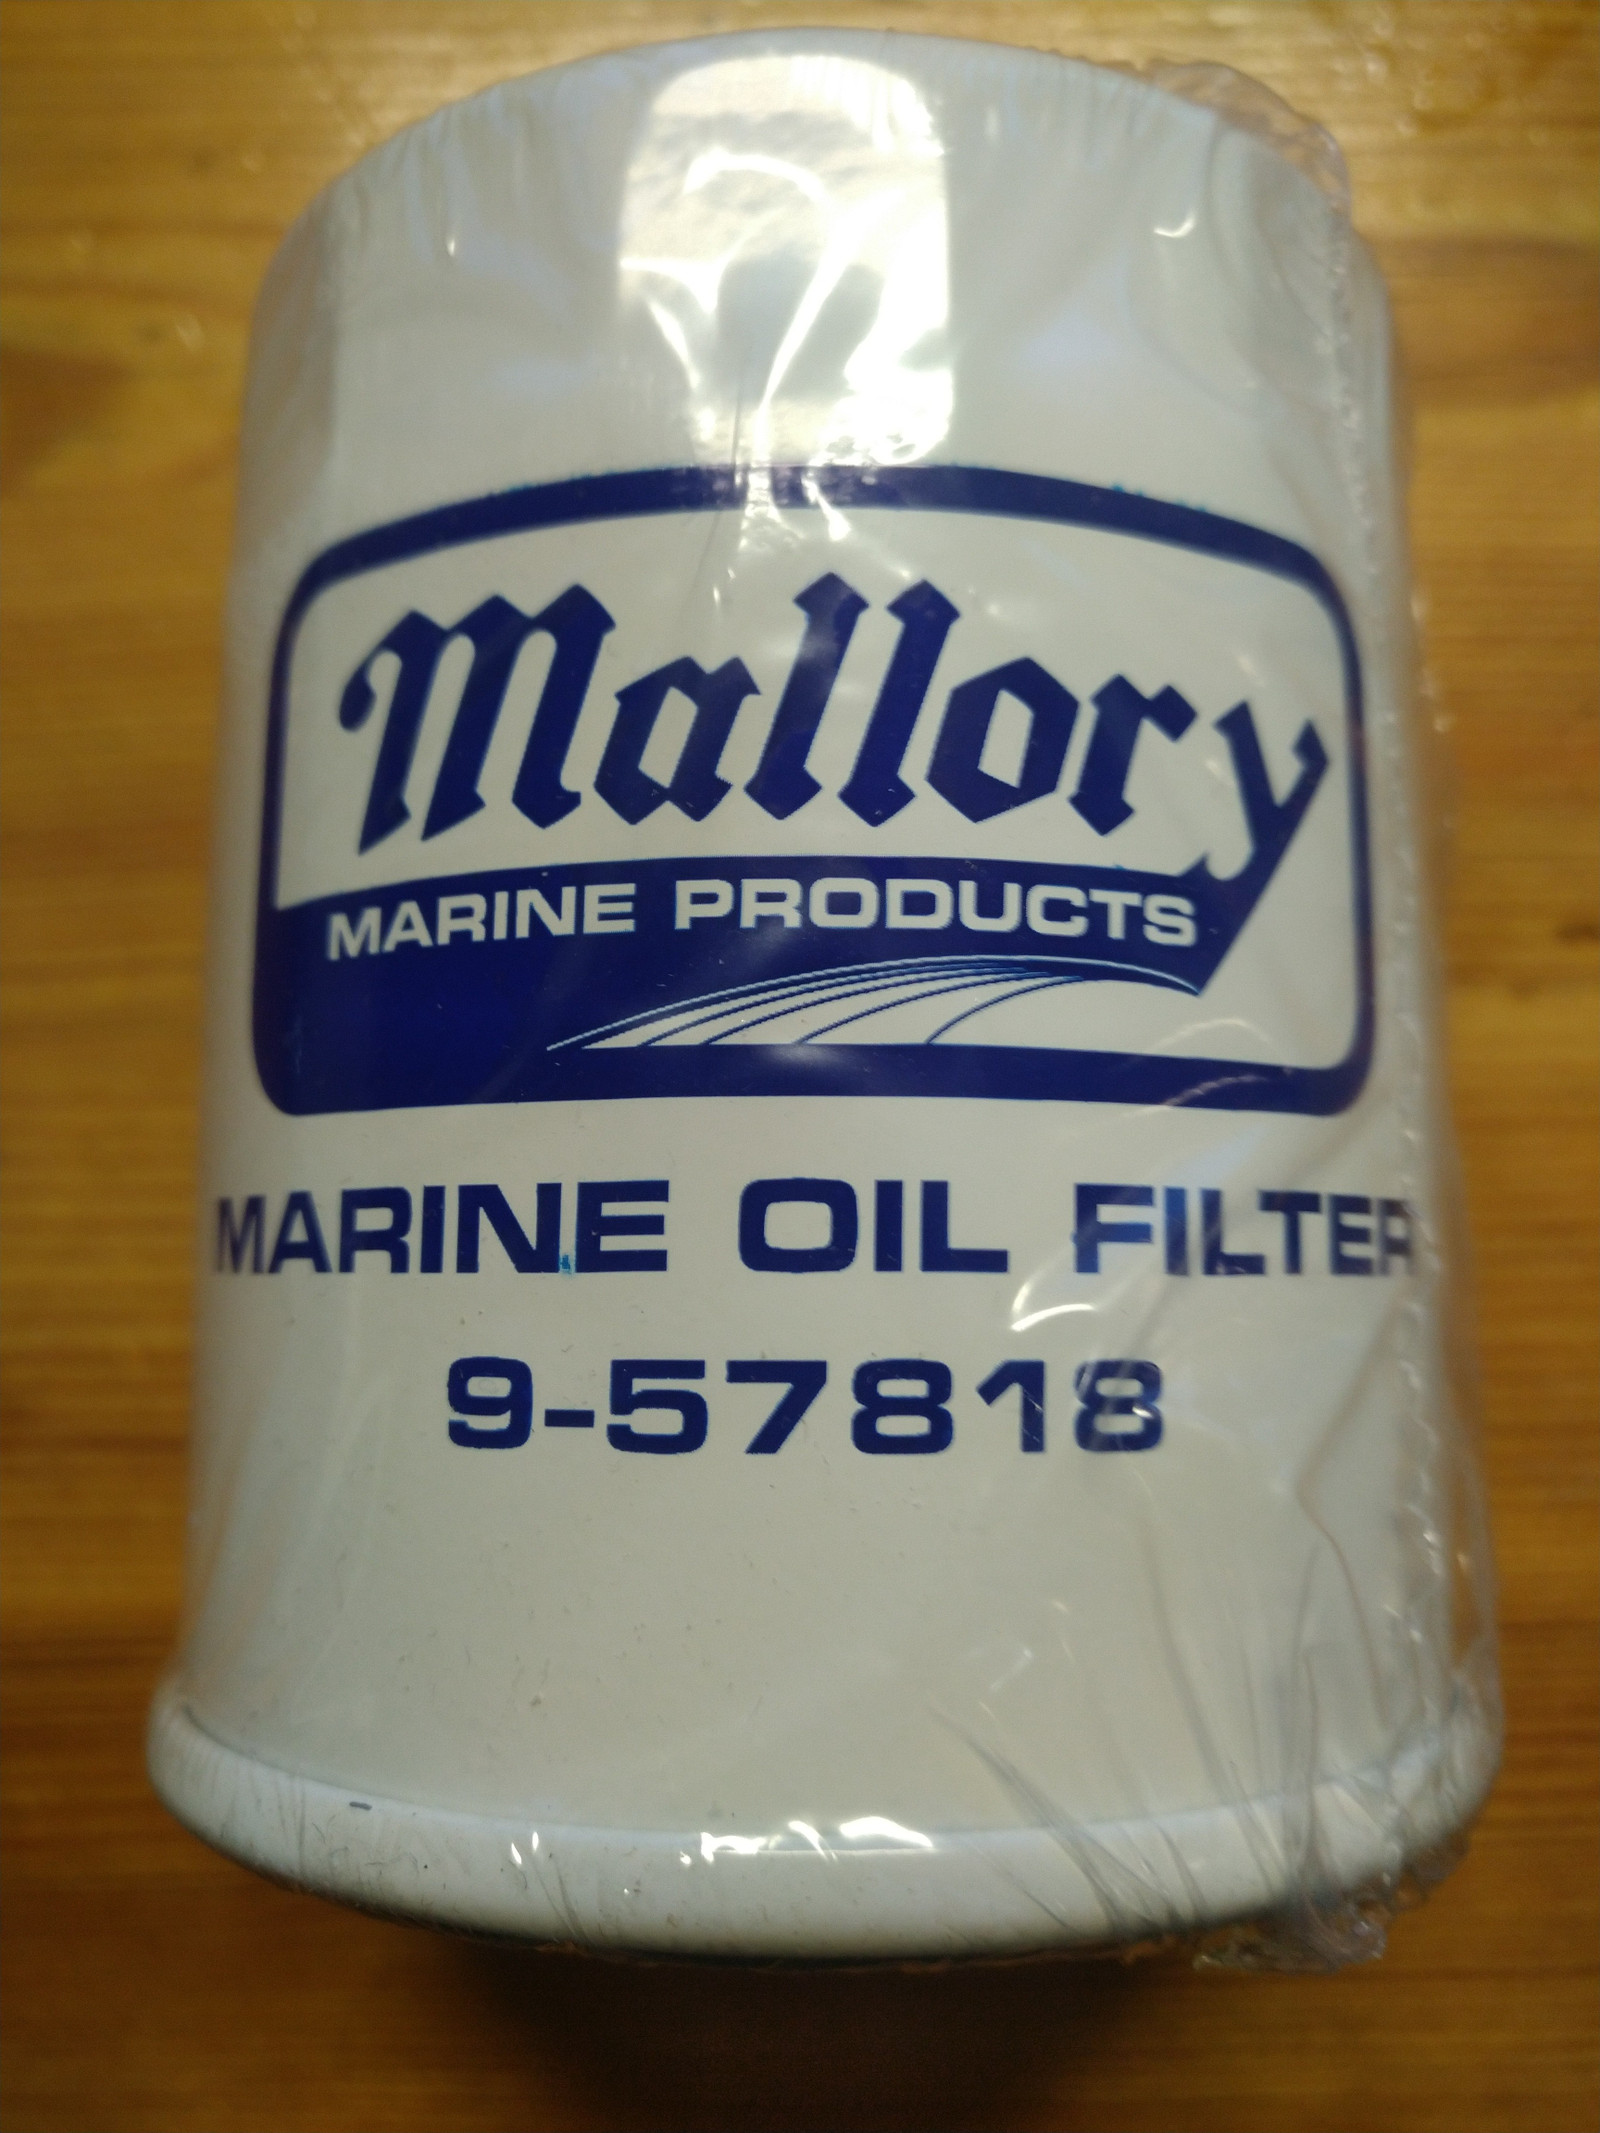 Mallory
MARINE PRODUCTS
MARINE OIL FILTER
9-57818